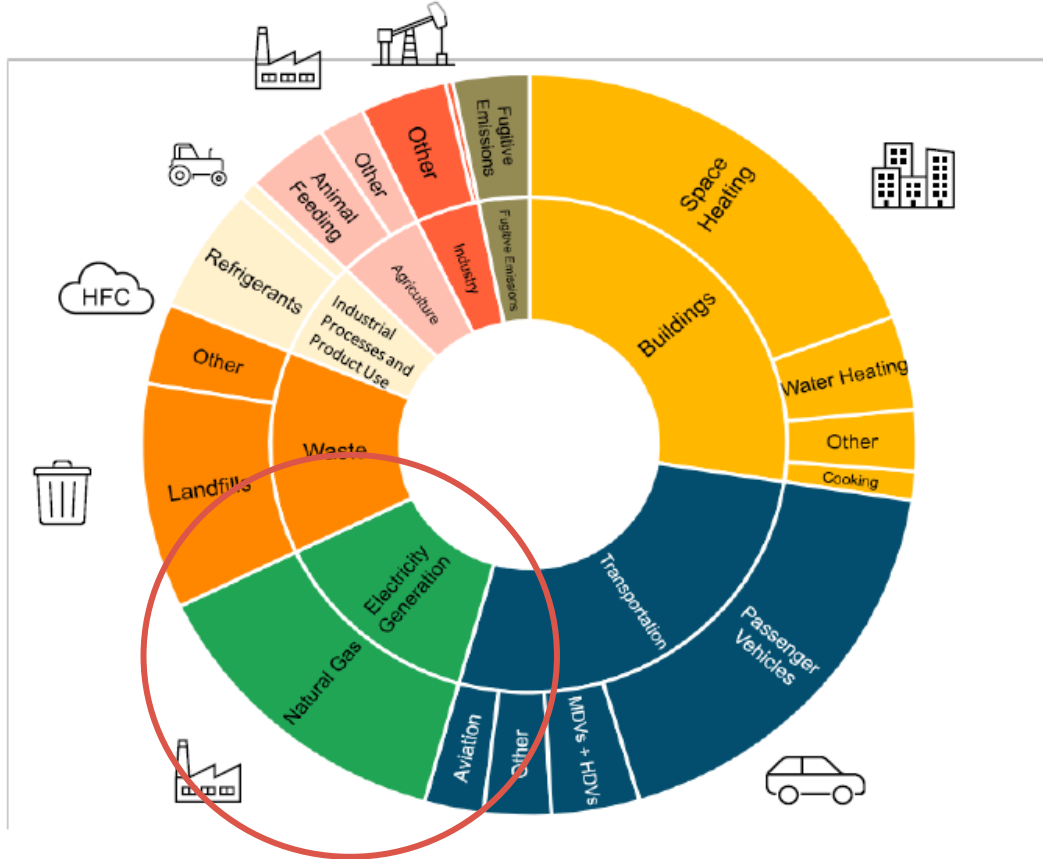 Space
Heating
Water Heating
Other
Cooking
Buildings
Passenger
Vehicles
MDVs + HDVs
Other
Aviation
Transportation
Natural Gas
Electricity
Generation
Landfills
Other
Waste
Refrigerants
HFC
Industrial
Processes and
Product Use
Animal
Feeding
Other
Agriculture
Other
Industry
Fugitive
Emissions
Fugitive Emissions